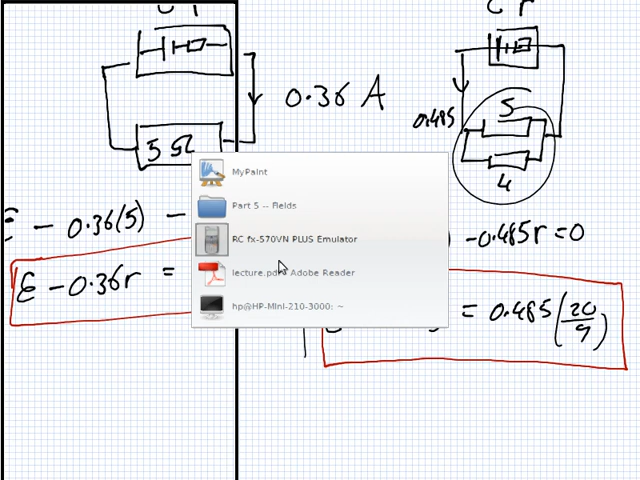 ε r
0.36 A
5 Ω
ε - 0.36(5) -
ε - 0.36r =
0.485
5
4
) -0.485r=0
= 0.485(20/9)
MyPaint
Part 5 -- Fields
RC fx-570VN PLUS Emulator
lecture.pdf Adobe Reader
hp@HP-Mini-210-3000: ~